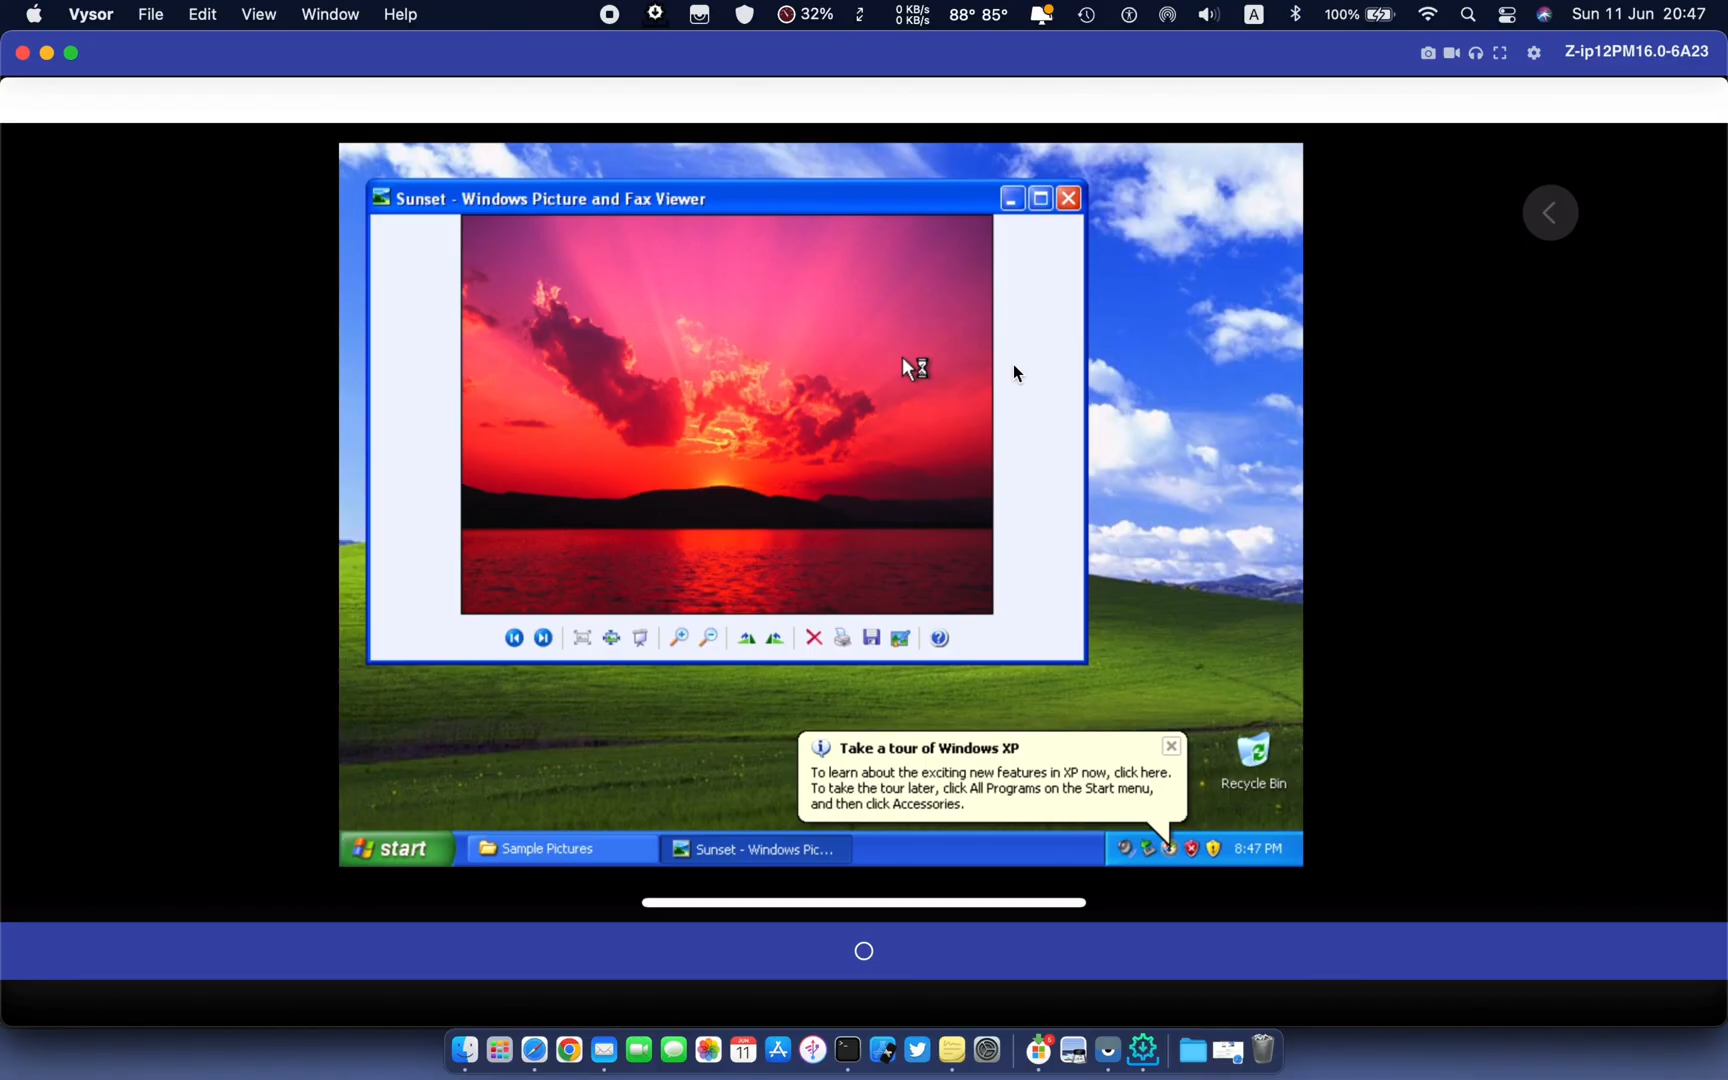 Vysor File Edit View Window Help 32% 0 KB/s 0 KB/s 88° 85° A 100% Sun 11 Jun 20:47
Z-ip12PM16.0-6A23
Sunset - Windows Picture and Fax Viewer
Take a tour of Windows XP
To learn about the exciting new features in XP now, click here.
To take the tour later, click All Programs on the Start menu,
and then click Accessories.
Recycle Bin
start Sample Pictures Sunset - Windows Pic... 8:47 PM
JUN
11